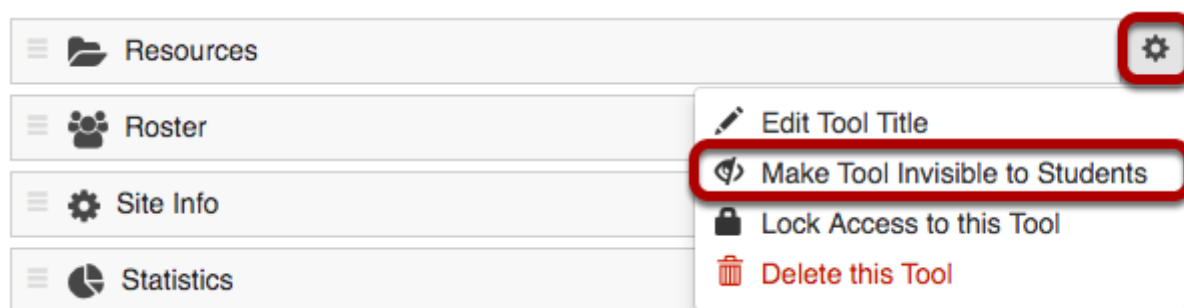 Resources
Roster
Edit Tool Title
Make Tool Invisible to Students
Site Info
Lock Access to this Tool
Statistics
Delete this Tool